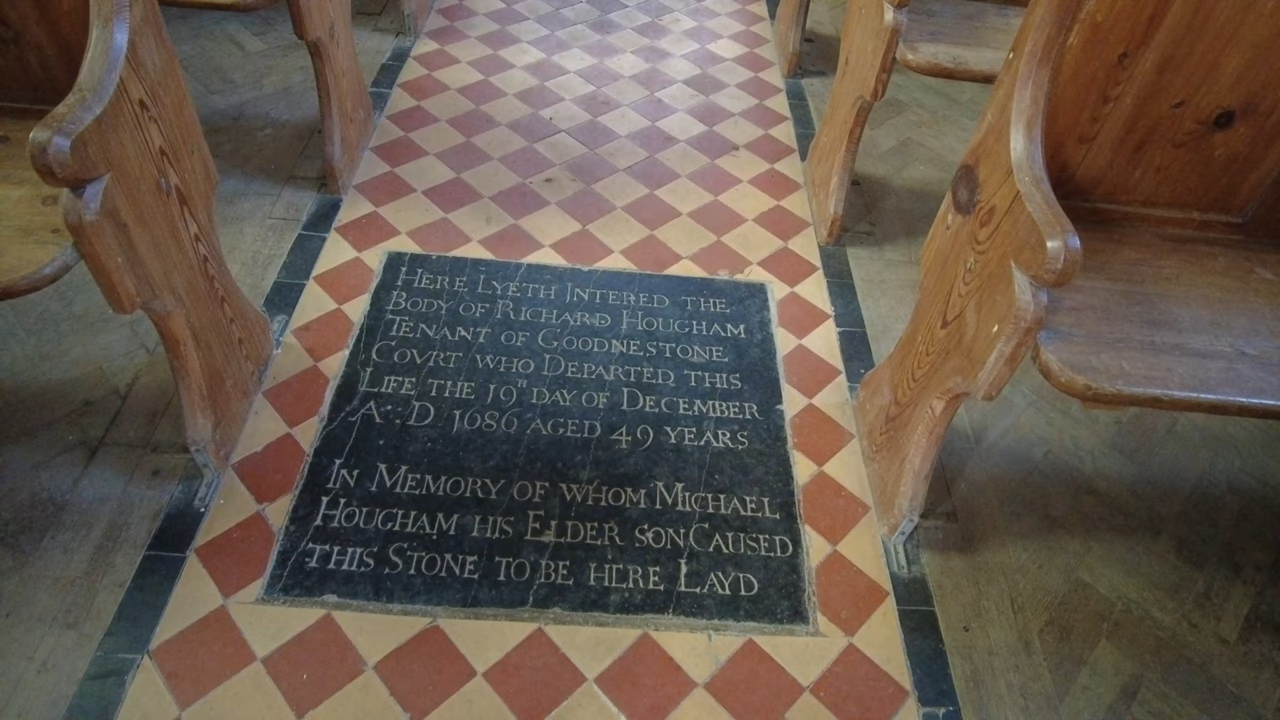 HERE LYETH INTERED THE
BODY OF RICHARD HOUGHAM
TENANT OF GOODNESTONE
COVRT WHO DEPARTED THIS
LIFE THE 19" DAY OF DECEMBER
A:D 1686 AGED 49 YEARS
IN MEMORY OF WHOM MICHAEL
HOUGHAM HIS ELDER SON CAUSED
THIS STONE TO BE HERE LAYD